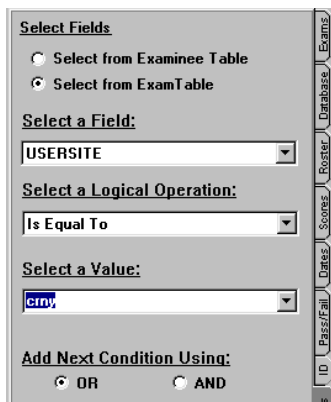 Select Fields
Select from Examinee Table
Select from ExamTable
Select a Field:
USERSITE
Select a Logical Operation:
Is Equal To
Select a Value:
crny
Add Next Condition Using:
OR AND
Exams
Database
Roster
Scores
Dates
Pass/Fail
ID